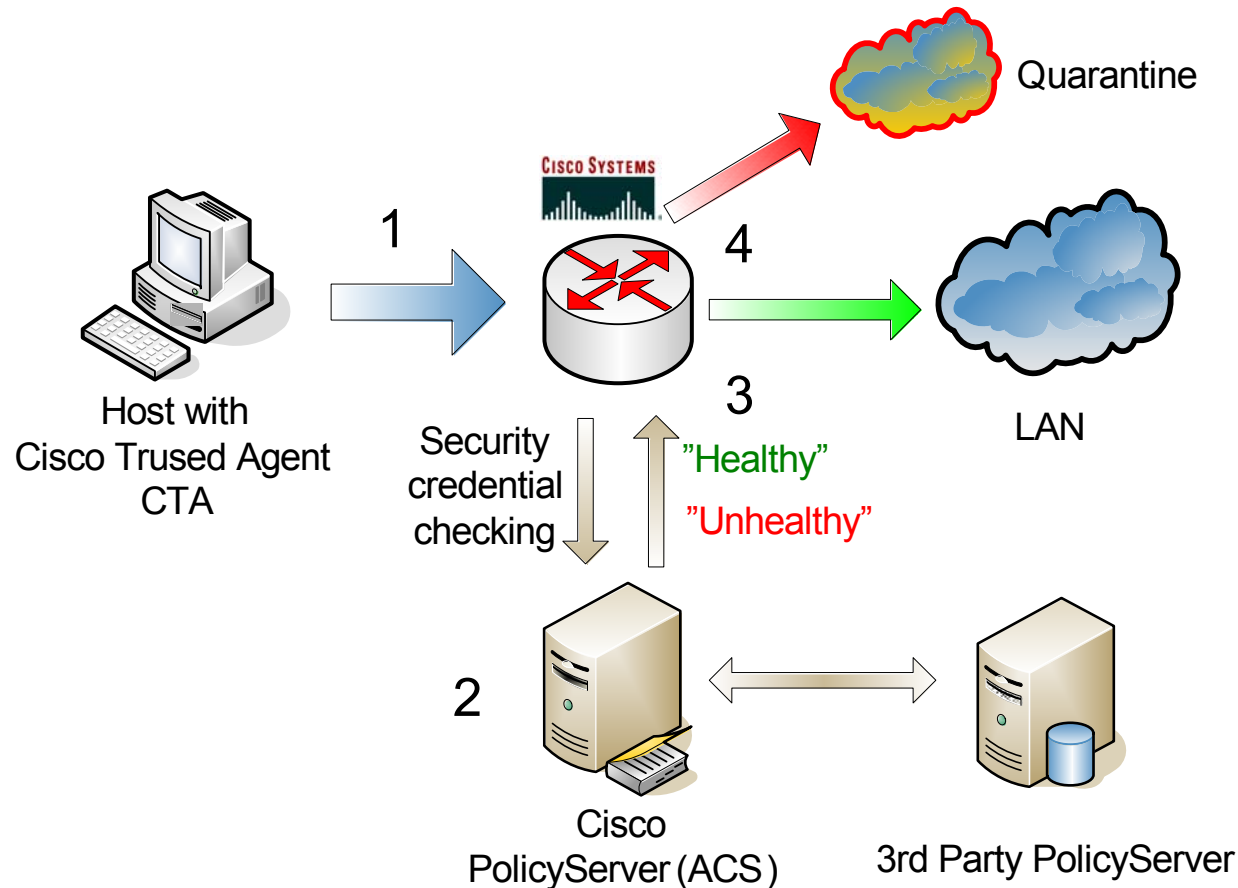 Quarantine
CISCO SYSTEMS
1
4
Host with
Cisco Trused Agent
CTA
LAN
3
Security
credential
checking
”Healthy”
”Unhealthy”
2
Cisco
PolicyServer (ACS)
3rd Party PolicyServer